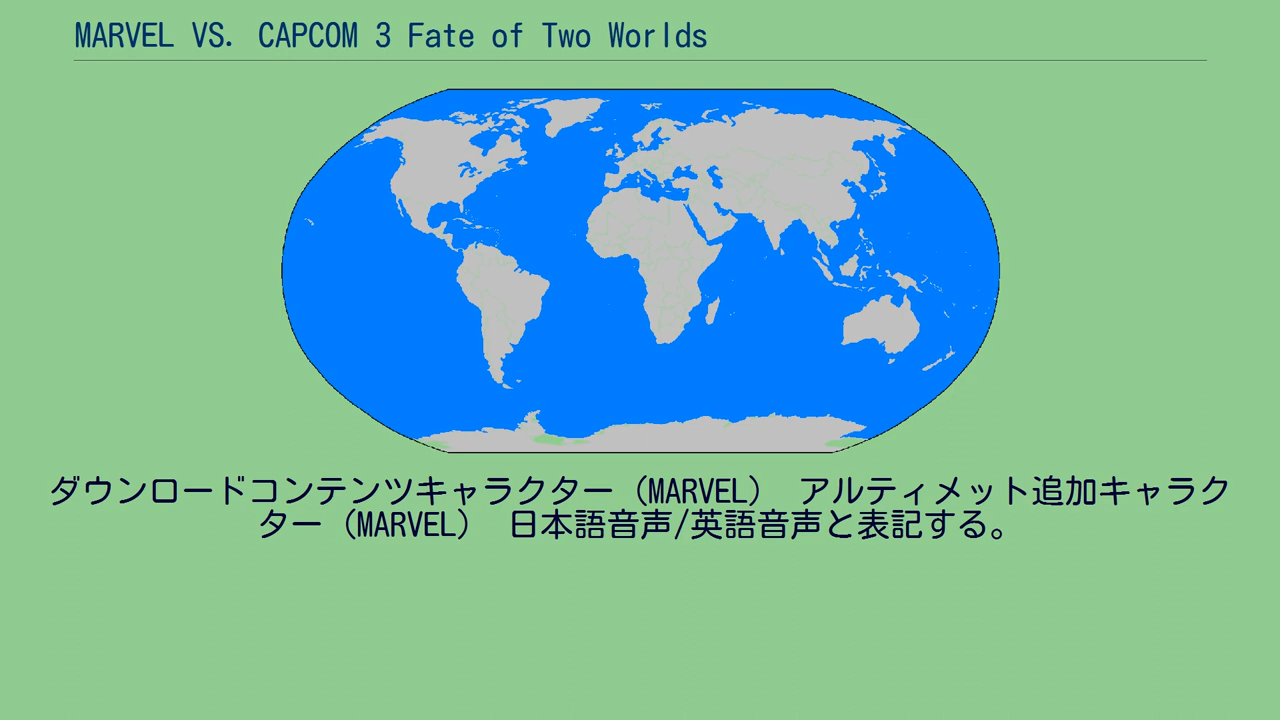 MARVEL VS. CAPCOM 3 Fate of Two Worlds
ダウンロードコンテンツキャラクター（MARVEL） アルティメット追加キャラク
ター（MARVEL） 日本語音声/英語音声と表記する。